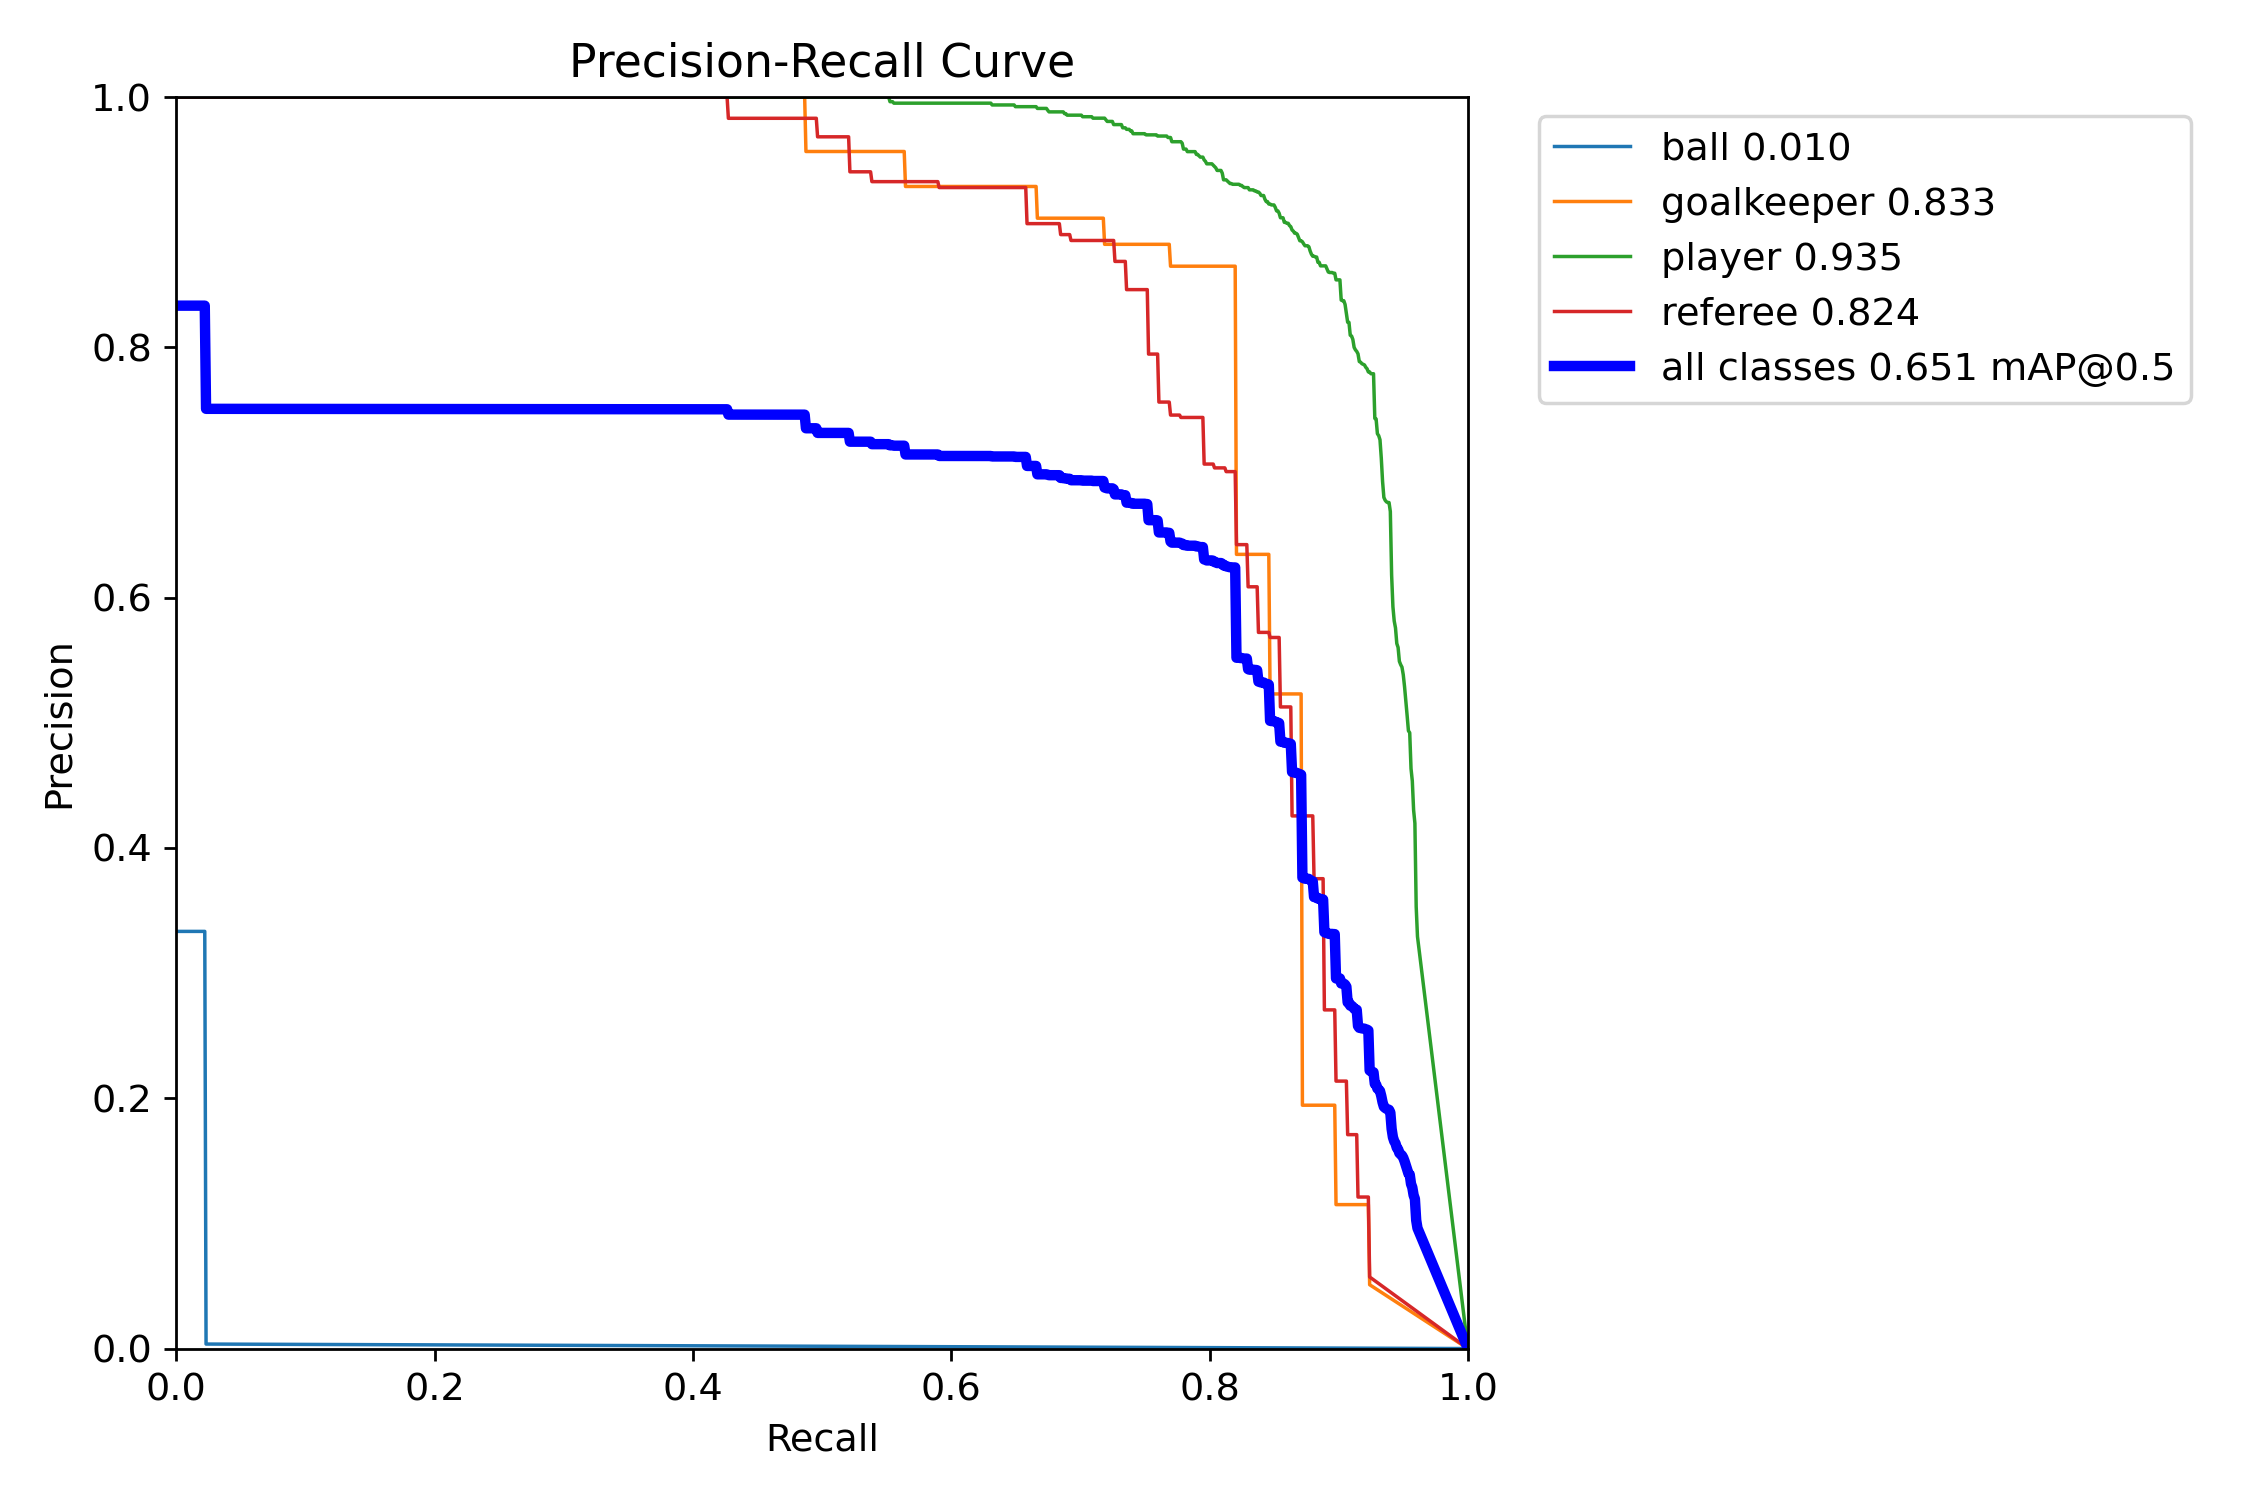 Precision-Recall Curve
1.0
0.8
0.6
0.4
0.2
0.0
Precision
0.0 0.2 0.4 0.6 0.8 1.0
Recall
ball 0.010
goalkeeper 0.833
player 0.935
referee 0.824
all classes 0.651 mAP@0.5